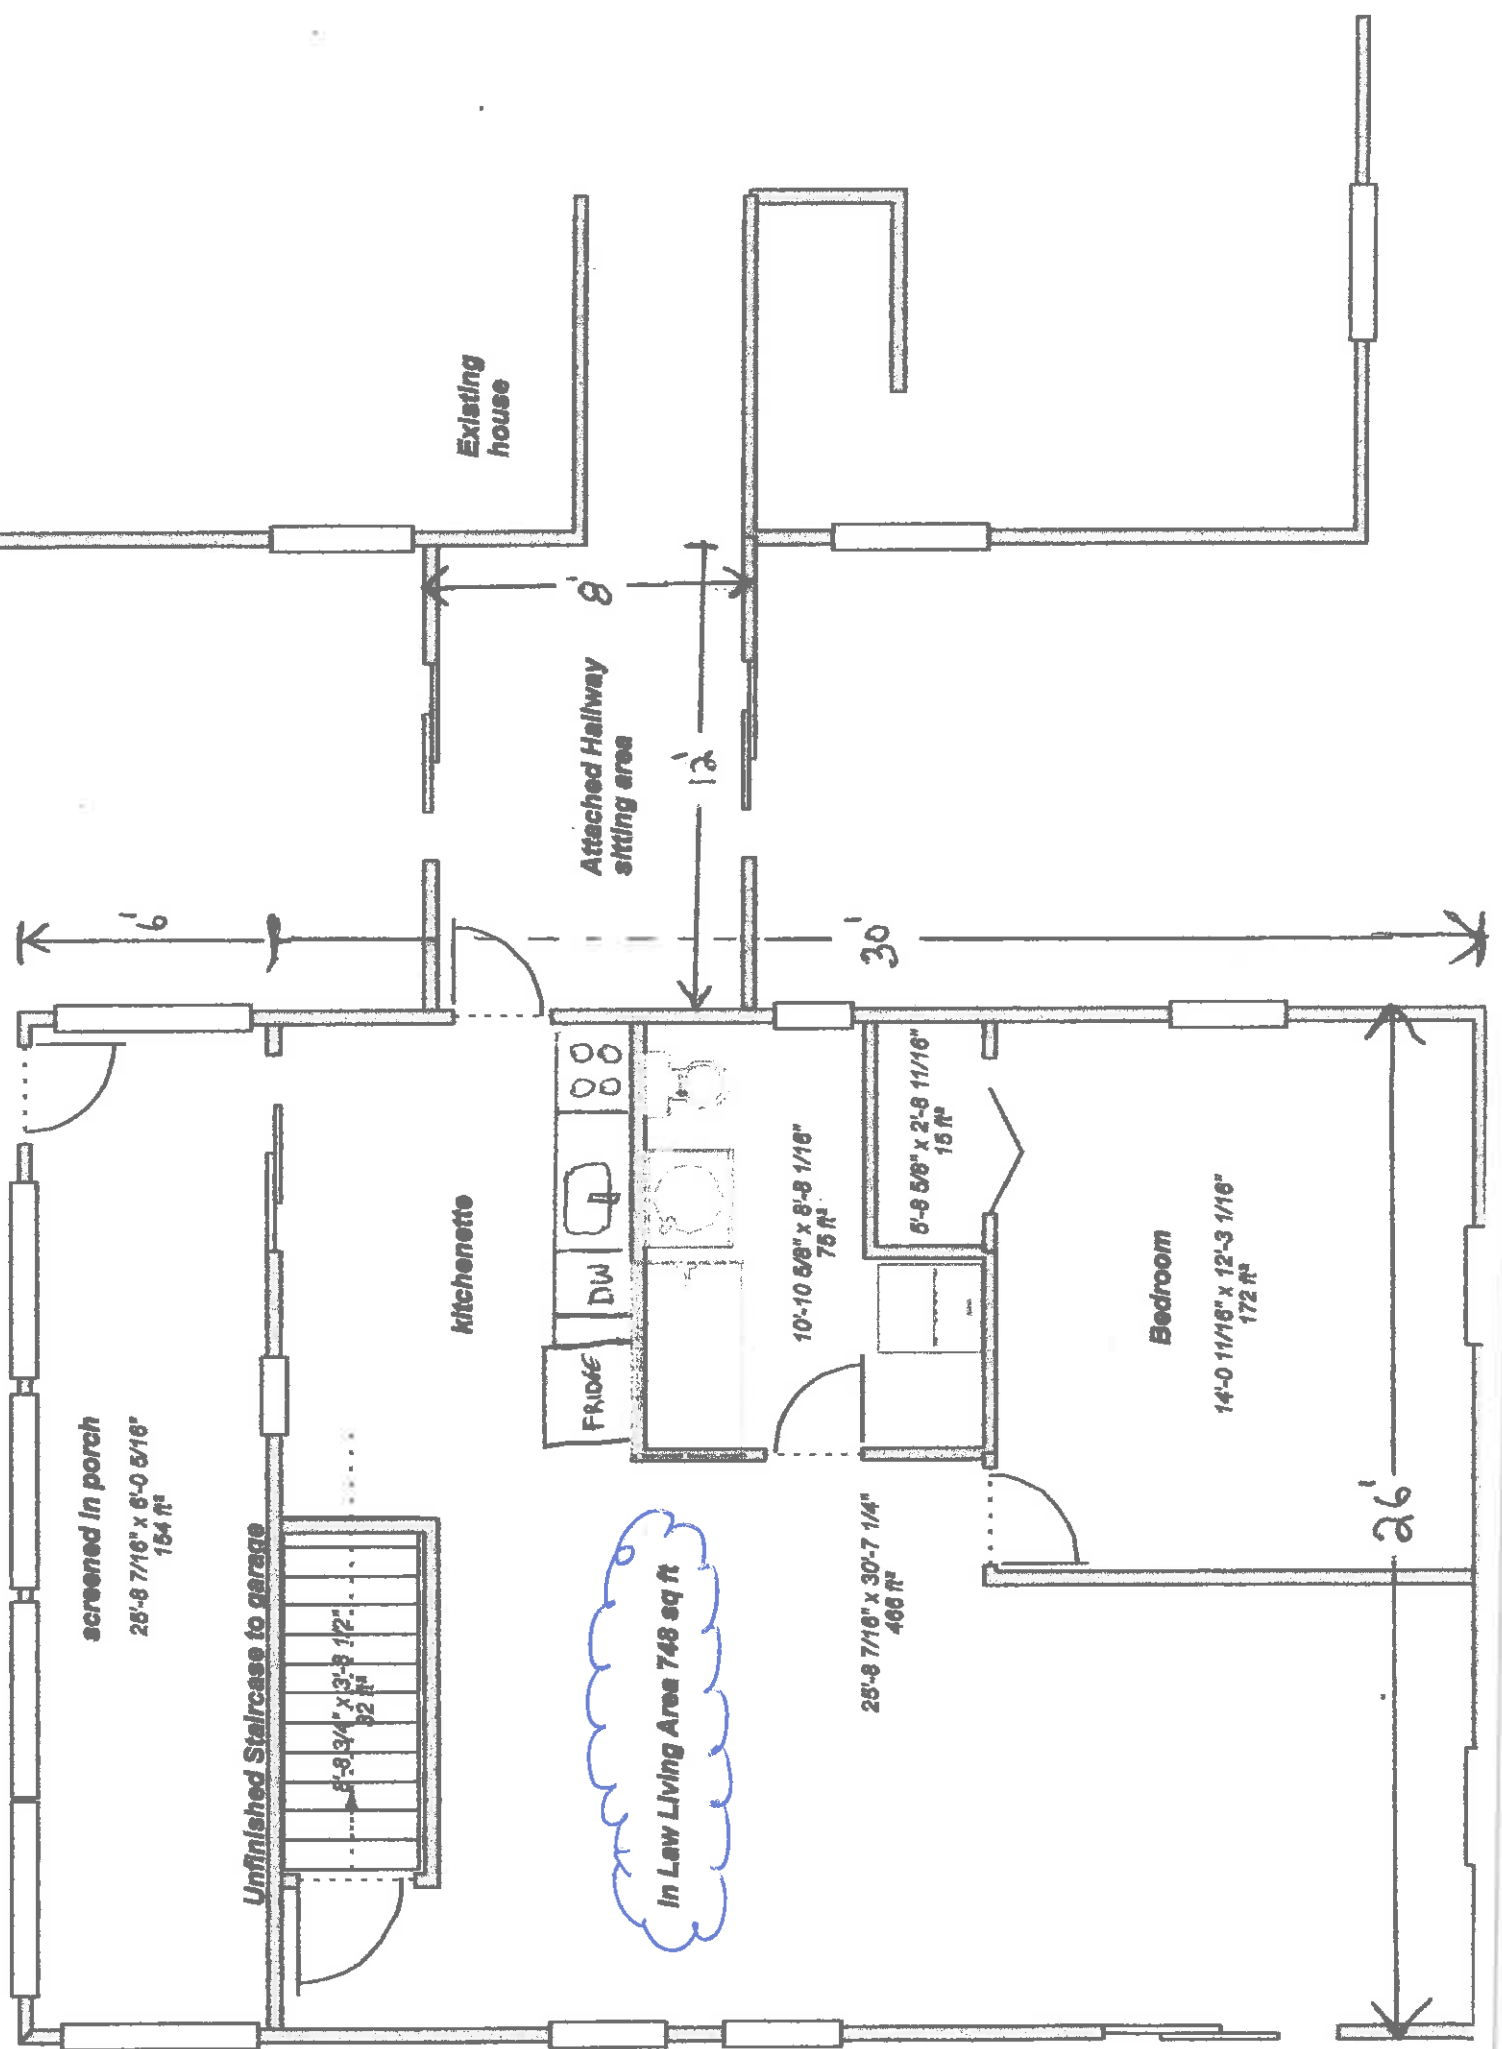 screened in porch
25'-8 7/16" x 6'-0 5/16"
154 ft²
Unfinished Staircase to garage
8'-8 3/4" x 3'-8 1/2"
32 ft²
kitchenette
FRIDGE
DW
In Law Living Area 748 sq ft
10'-10 5/8" x 8'-8 1/16"
75 ft²
25'-8 7/16" x 30'-7 1/4"
466 ft²
5'-8 5/8" x 2'-8 11/16"
15 ft²
Bedroom
14'-0 11/16" x 12'-3 1/16"
172 ft²
26'
6'
30'
Attached Hallway
sitting area
12'
8'
Existing
house